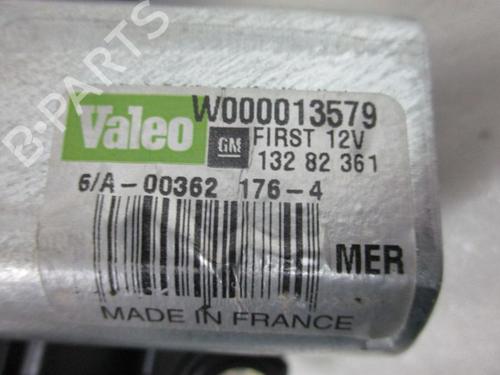 B-PARTS
W000013579
Valeo
GM
FIRST 12V
132 82 361
6/A-00362 176-4
MER
MADE IN FRANCE